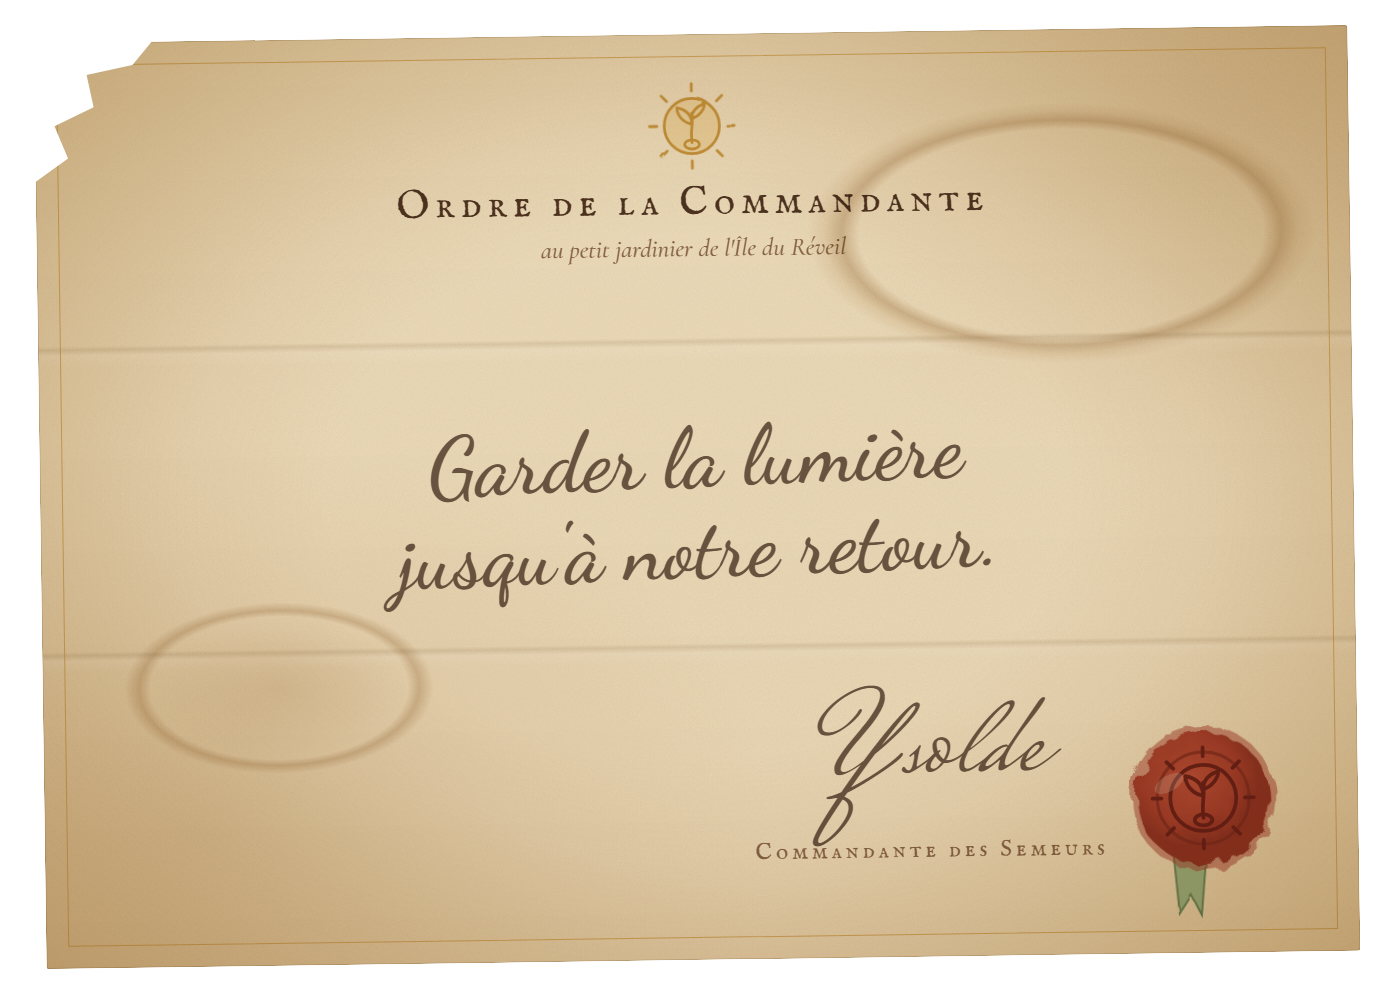 Ordre de la Commandante
au petit jardinier de l'Île du Réveil
Garder la lumière
jusqu'à notre retour.
Ysolde
Commandante des Semeurs